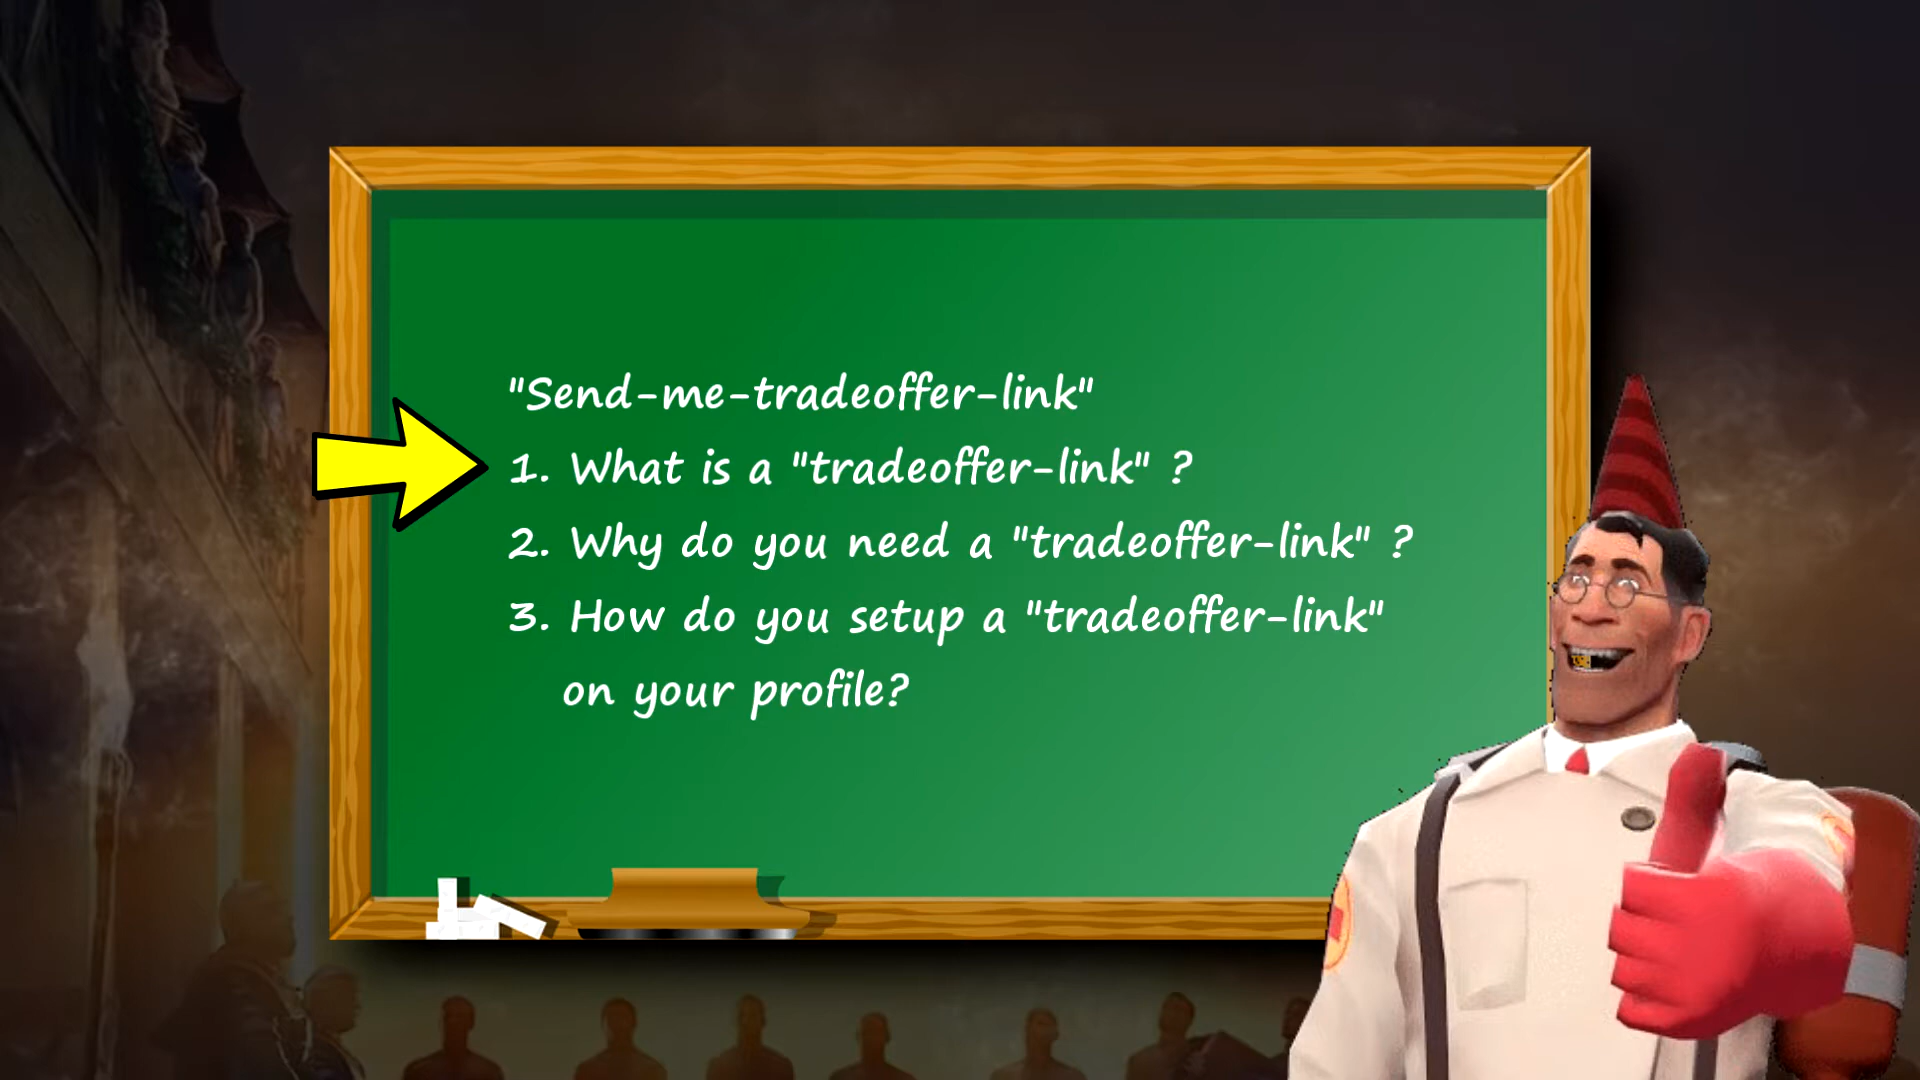 "Send-me-tradeoffer-link"
1. What is a "tradeoffer-link" ?
2. Why do you need a "tradeoffer-link" ?
3. How do you setup a "tradeoffer-link"
on your profile?